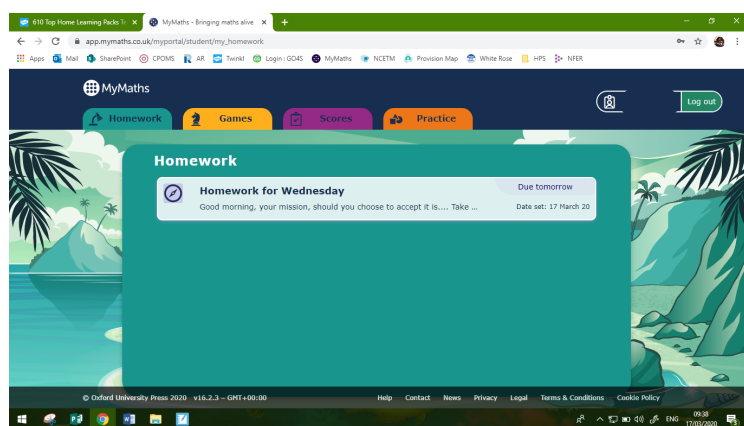 610 Top Home Learning Packs To
MyMaths - Bringing maths alive
app.mymaths.co.uk/myportal/student/my_homework
Apps Mail SharePoint CPOMS AR Twinkl Login : GO4S MyMaths NCETM Provision Map White Rose HPS NFER
MyMaths
Log out
Homework Games Scores Practice
Homework
Homework for Wednesday
Due tomorrow
Good morning, your mission, should you choose to accept it is.... Take ...
Date set: 17 March 20
© Oxford University Press 2020 v16.2.3 – GMT+00:00 Help Contact News Privacy Legal Terms & Conditions Cookie Policy
ENG
09:38
17/03/2020